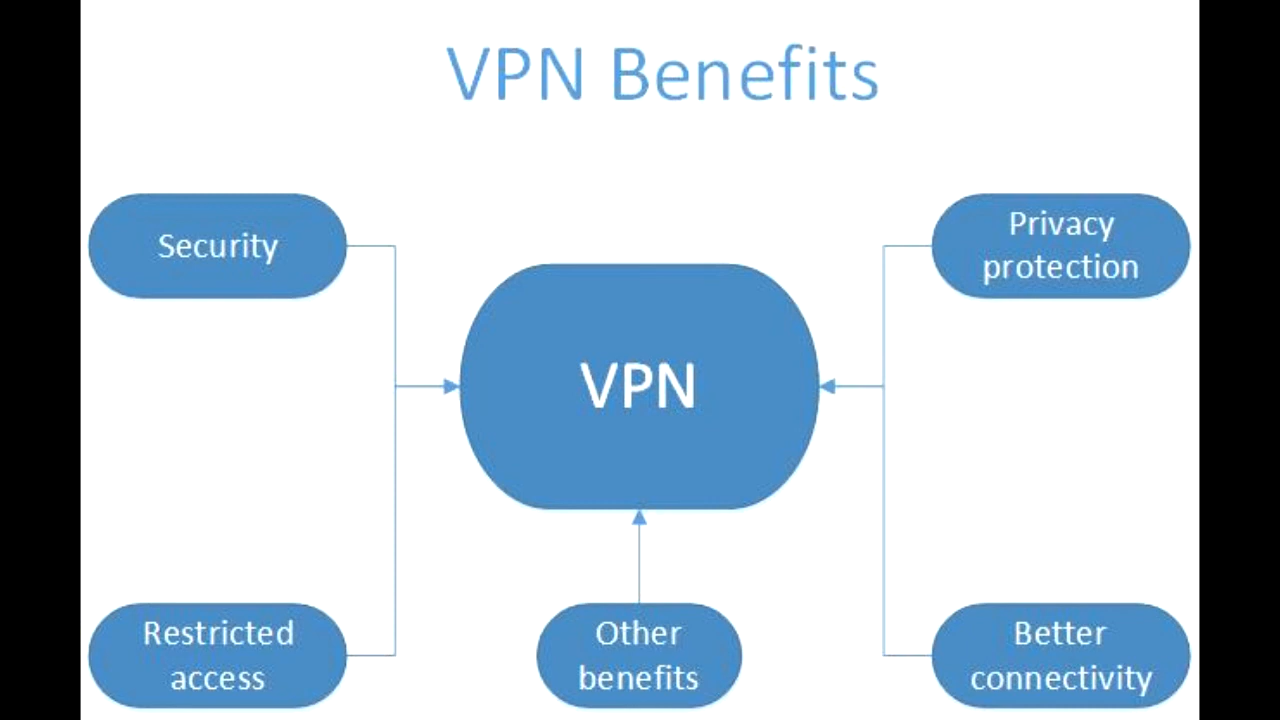 VPN Benefits
Security
Privacy
protection
VPN
Restricted
access
Other
benefits
Better
connectivity